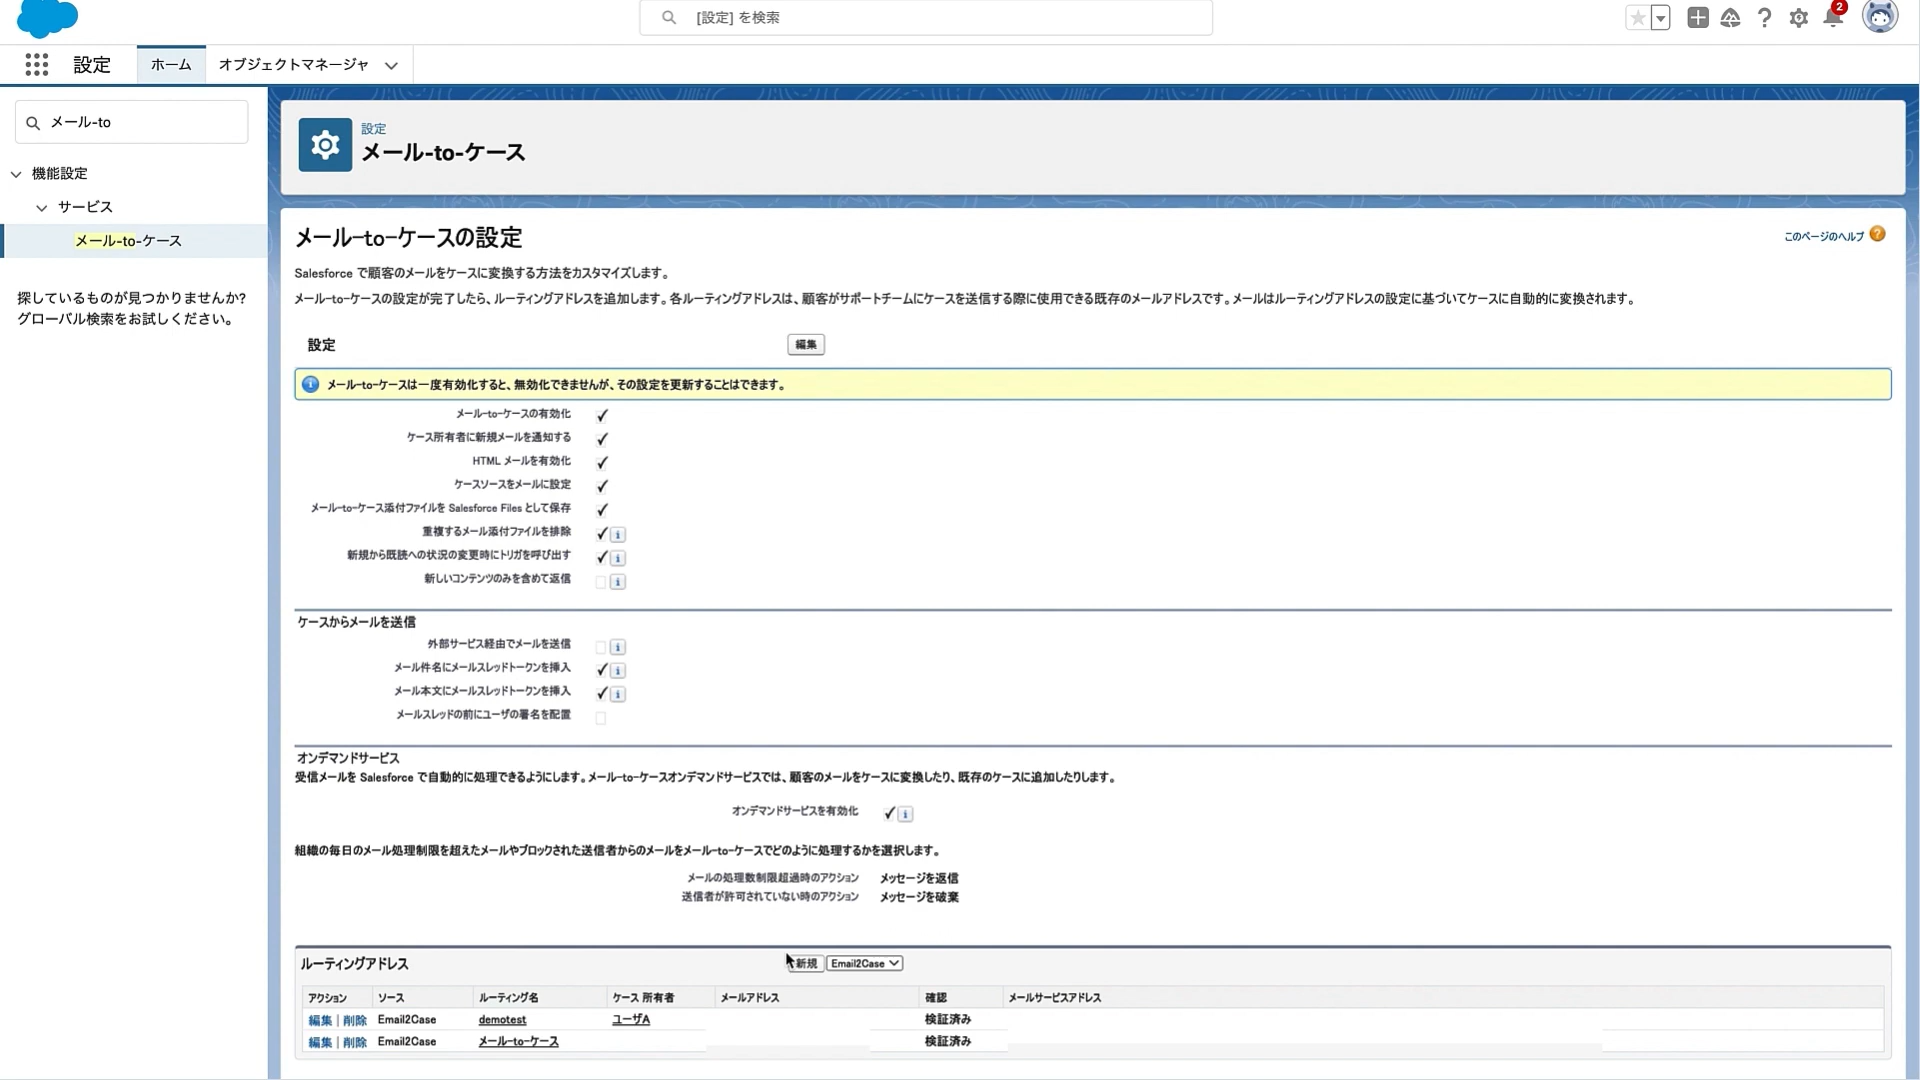 [設定] を検索
2
設定
ホーム
オブジェクトマネージャ
メール-to
機能設定
サービス
メール-to-ケース
探しているものが見つかりませんか?
グローバル検索をお試しください。
設定
メール-to-ケース
メール-to-ケースの設定
このページのヘルプ ?
Salesforce で顧客のメールをケースに変換する方法をカスタマイズします。
メール-to-ケースの設定が完了したら、ルーティングアドレスを追加します。各ルーティングアドレスは、顧客がサポートチームにケースを送信する際に使用できる既存のメールアドレスです。メールはルーティングアドレスの設定に基づいてケースに自動的に変換されます。
設定 編集
メール-to-ケースは一度有効化すると、無効化できませんが、その設定を更新することはできます。
メール-to-ケースの有効化
ケース所有者に新規メールを通知する
HTML メールを有効化
ケースソースをメールに設定
メール-to-ケース添付ファイルを Salesforce Files として保存
重複するメール添付ファイルを排除
新規から既読への状況の変更時にトリガを呼び出す
新しいコンテンツのみを含めて返信
ケースからメールを送信
外部サービス経由でメールを送信
メール件名にメールスレッドトークンを挿入
メール本文にメールスレッドトークンを挿入
メールスレッドの前にユーザの署名を配置
オンデマンドサービス
受信メールを Salesforce で自動的に処理できるようにします。メール-to-ケースオンデマンドサービスでは、顧客のメールをケースに変換したり、既存のケースに追加したりします。
オンデマンドサービスを有効化
組織の毎日のメール処理制限を超えたメールやブロックされた送信者からのメールをメール-to-ケースでどのように処理するかを選択します。
メールの処理数制限超過時のアクション メッセージを返信
送信者が許可されていない時のアクション メッセージを破棄
ルーティングアドレス 新規 Email2Case
アクション ソース ルーティング名 ケース 所有者 メールアドレス 確認 メールサービスアドレス
編集 | 削除 Email2Case demotest ユーザA 検証済み
編集 | 削除 Email2Case メール-to-ケース 検証済み